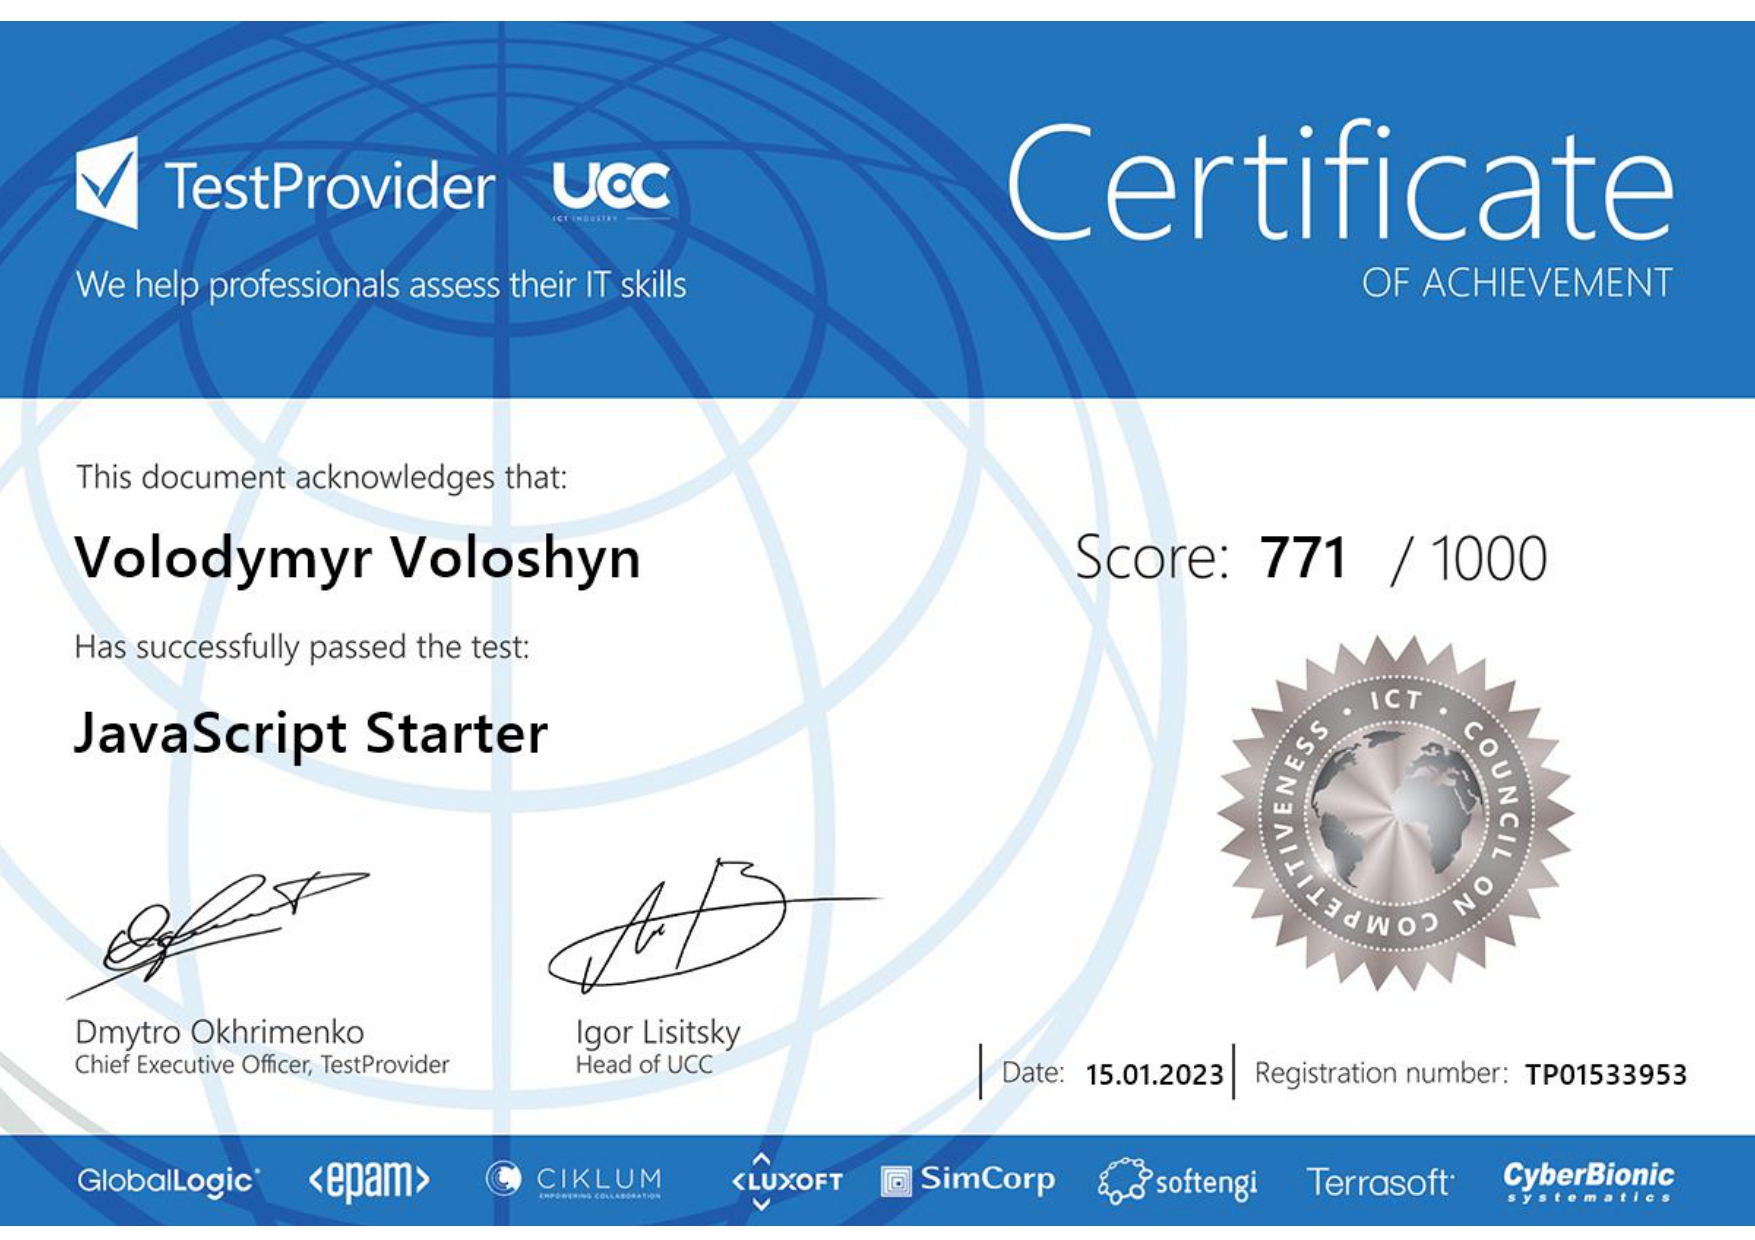 TestProvider UCC
ICT INDUSTRY
We help professionals assess their IT skills
Certificate
OF ACHIEVEMENT
This document acknowledges that:
Volodymyr Voloshyn
Score: 771 / 1000
Has successfully passed the test:
JavaScript Starter
ICT • COUNCIL ON COMPETITIVENESS •
Dmytro Okhrimenko
Chief Executive Officer, TestProvider
Igor Lisitsky
Head of UCC
Date: 15.01.2023
Registration number: TP01533953
GlobalLogic
<epam>
CIKLUM
EMPOWERING COLLABORATION
<LUXOFT
SimCorp
softengi
Terrasoft
CyberBionic
systematics